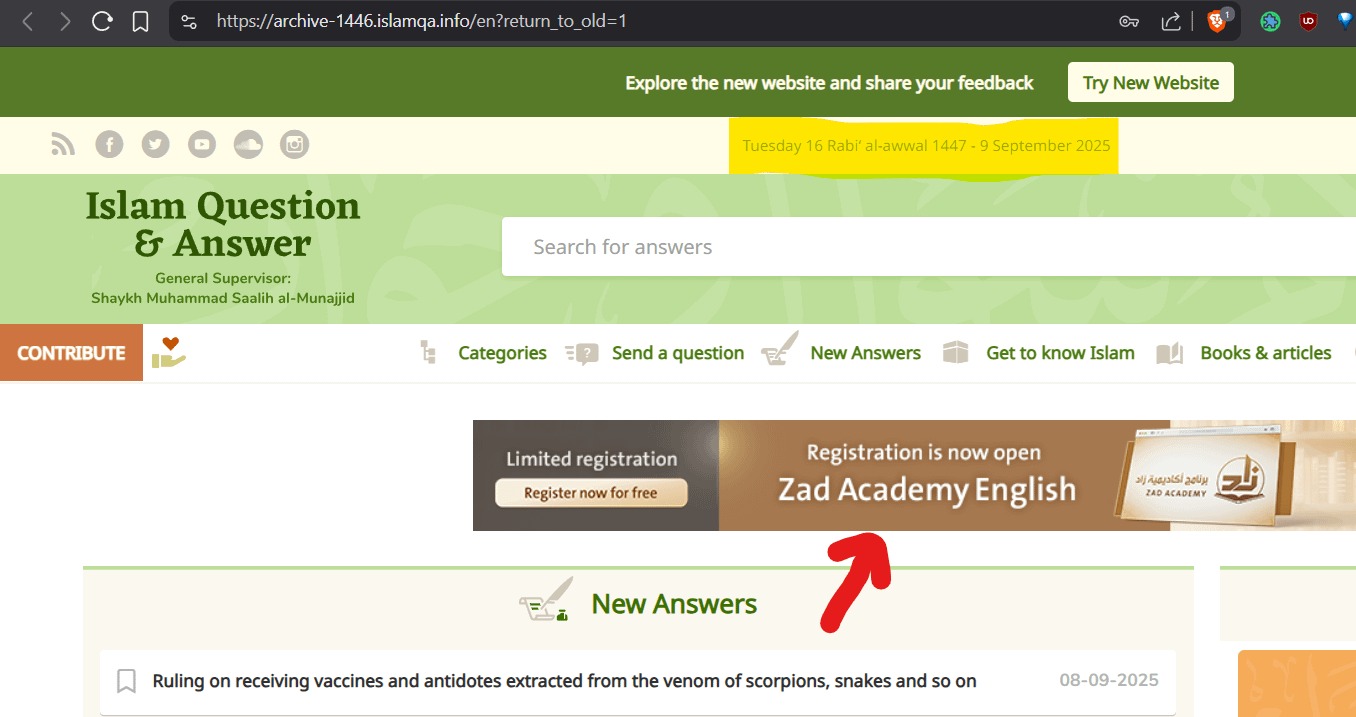 https://archive-1446.islamqa.info/en?return_to_old=1
1
UD
Explore the new website and share your feedback
Try New Website
Tuesday 16 Rabi‘ al-awwal 1447 - 9 September 2025
Islam Question
& Answer
General Supervisor:
Shaykh Muhammad Saalih al-Munajjid
Search for answers
CONTRIBUTE
Categories
Send a question
New Answers
Get to know Islam
Books & articles
Limited registration
Register now for free
Registration is now open
Zad Academy English
برنامج أكاديمية زاد
ZAD ACADEMY
زاد
New Answers
Ruling on receiving vaccines and antidotes extracted from the venom of scorpions, snakes and so on
08-09-2025